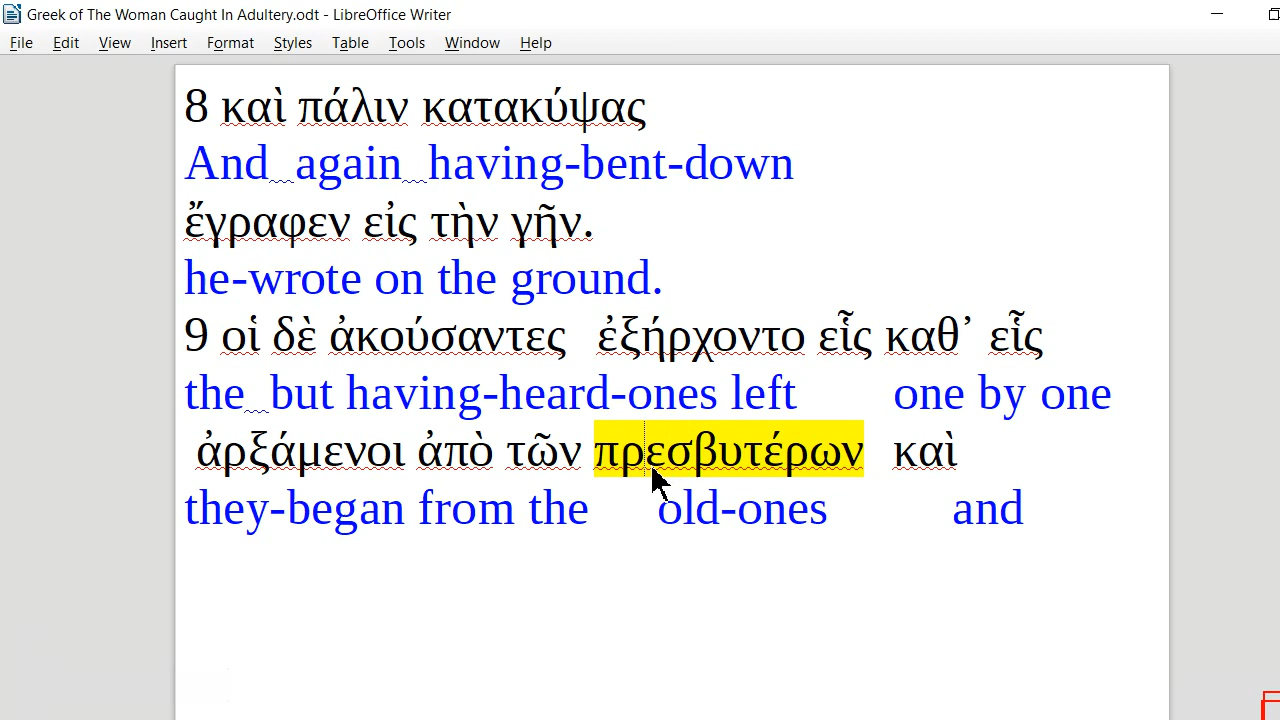 Greek of The Woman Caught In Adultery.odt - LibreOffice Writer
File Edit View Insert Format Styles Table Tools Window Help
8 καὶ πάλιν κατακύψας
And again having-bent-down
ἔγραφεν εἰς τὴν γῆν.
he-wrote on the ground.
9 οἱ δὲ ἀκούσαντες ἐξήρχοντο εἷς καθ’ εἷς
the but having-heard-ones left one by one
ἀρξάμενοι ἀπὸ τῶν πρεσβυτέρων καὶ
they-began from the old-ones and